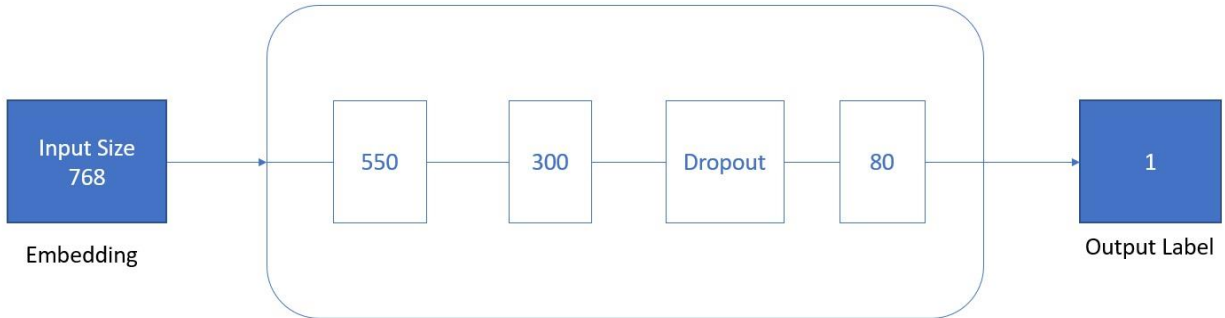 Input Size
768
550
300
Dropout
80
1
Embedding
Output Label